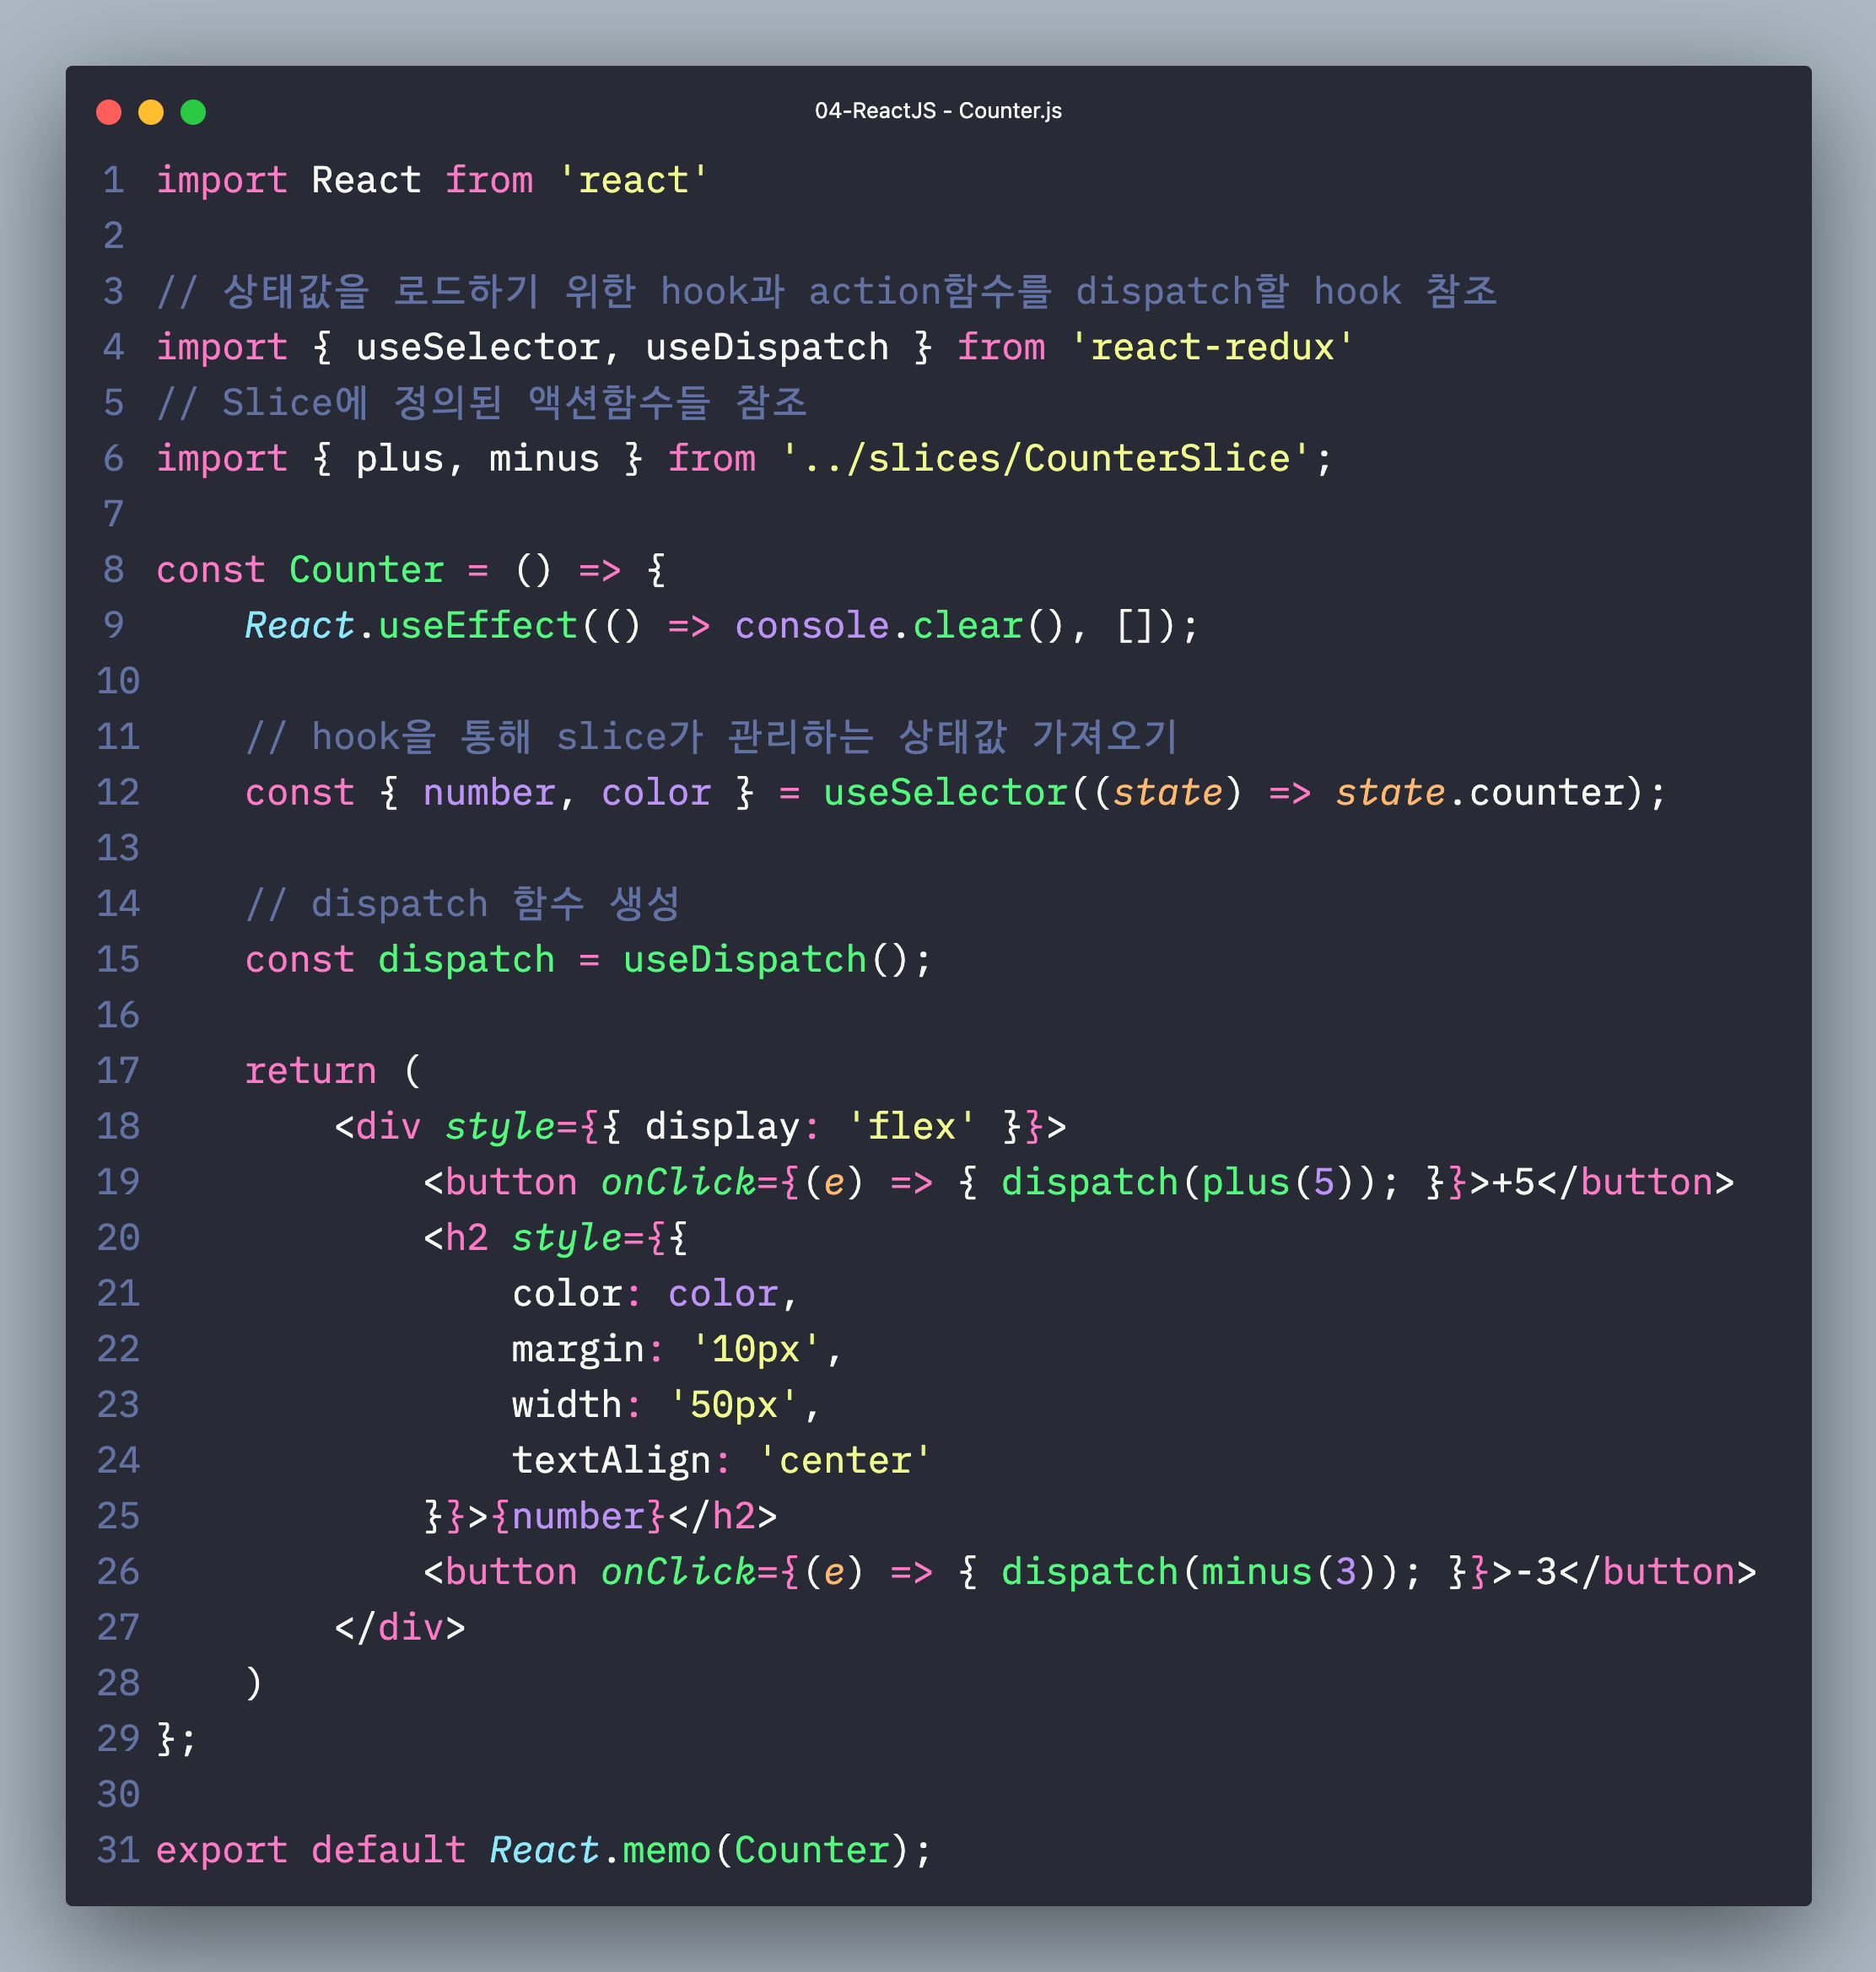 04-ReactJS - Counter.js
1 import React from 'react'
2
3 // 상태값을 로드하기 위한 hook과 action함수를 dispatch할 hook 참조
4 import { useSelector, useDispatch } from 'react-redux'
5 // Slice에 정의된 액션함수들 참조
6 import { plus, minus } from '../slices/CounterSlice';
7
8 const Counter = () => {
9     React.useEffect(() => console.clear(), []);
10
11     // hook을 통해 slice가 관리하는 상태값 가져오기
12     const { number, color } = useSelector((state) => state.counter);
13
14     // dispatch 함수 생성
15     const dispatch = useDispatch();
16
17     return (
18         <div style={{ display: 'flex' }}>
19             <button onClick={(e) => { dispatch(plus(5)); }}>+5</button>
20             <h2 style={{
21                 color: color,
22                 margin: '10px',
23                 width: '50px',
24                 textAlign: 'center'
25             }}>{number}</h2>
26             <button onClick={(e) => { dispatch(minus(3)); }}>-3</button>
27         </div>
28     )
29 };
30
31 export default React.memo(Counter);